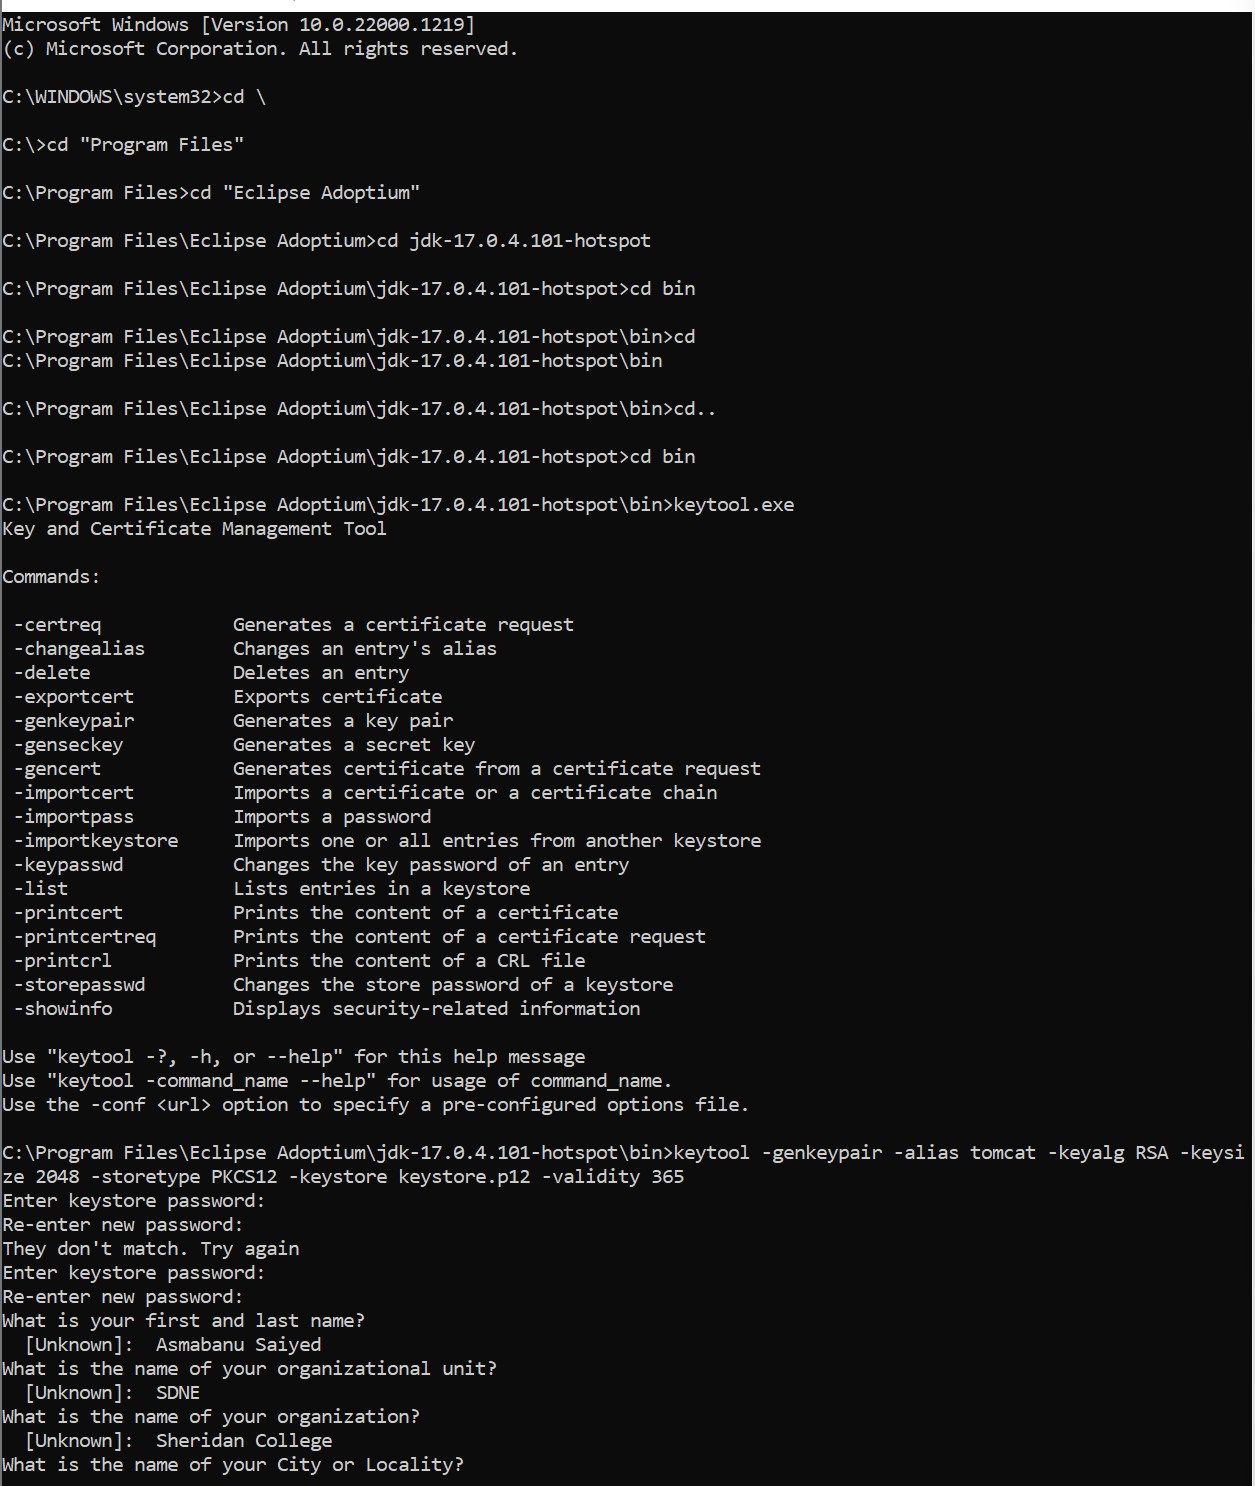 Microsoft Windows [Version 10.0.22000.1219]
(c) Microsoft Corporation. All rights reserved.
C:\WINDOWS\system32>cd \
C:\>cd "Program Files"
C:\Program Files>cd "Eclipse Adoptium"
C:\Program Files\Eclipse Adoptium>cd jdk-17.0.4.101-hotspot
C:\Program Files\Eclipse Adoptium\jdk-17.0.4.101-hotspot>cd bin
C:\Program Files\Eclipse Adoptium\jdk-17.0.4.101-hotspot\bin>cd
C:\Program Files\Eclipse Adoptium\jdk-17.0.4.101-hotspot\bin
C:\Program Files\Eclipse Adoptium\jdk-17.0.4.101-hotspot\bin>cd..
C:\Program Files\Eclipse Adoptium\jdk-17.0.4.101-hotspot>cd bin
C:\Program Files\Eclipse Adoptium\jdk-17.0.4.101-hotspot\bin>keytool.exe
Key and Certificate Management Tool
Commands:
-certreq Generates a certificate request
-changealias Changes an entry's alias
-delete Deletes an entry
-exportcert Exports certificate
-genkeypair Generates a key pair
-genseckey Generates a secret key
-gencert Generates certificate from a certificate request
-importcert Imports a certificate or a certificate chain
-importpass Imports a password
-importkeystore Imports one or all entries from another keystore
-keypasswd Changes the key password of an entry
-list Lists entries in a keystore
-printcert Prints the content of a certificate
-printcertreq Prints the content of a certificate request
-printcrl Prints the content of a CRL file
-storepasswd Changes the store password of a keystore
-showinfo Displays security-related information
Use "keytool -?, -h, or --help" for this help message
Use "keytool -command_name --help" for usage of command_name.
Use the -conf <url> option to specify a pre-configured options file.
C:\Program Files\Eclipse Adoptium\jdk-17.0.4.101-hotspot\bin>keytool -genkeypair -alias tomcat -keyalg RSA -keysi
ze 2048 -storetype PKCS12 -keystore keystore.p12 -validity 365
Enter keystore password:
Re-enter new password:
They don't match. Try again
Enter keystore password:
Re-enter new password:
What is your first and last name?
[Unknown]: Asmabanu Saiyed
What is the name of your organizational unit?
[Unknown]: SDNE
What is the name of your organization?
[Unknown]: Sheridan College
What is the name of your City or Locality?